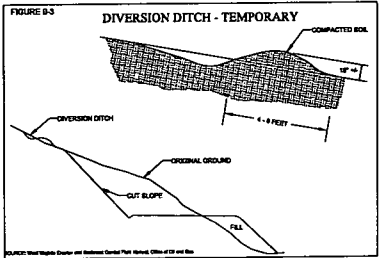 FIGURE 9-3
DIVERSION DITCH - TEMPORARY
COMPACTED SOIL
18" +/-
4 - 6 FEET
DIVERSION DITCH
ORIGINAL GROUND
CUT SLOPE
FILL
SOURCE: West Virginia Erosion and Sediment Control Field Manual, Office of Oil and Gas